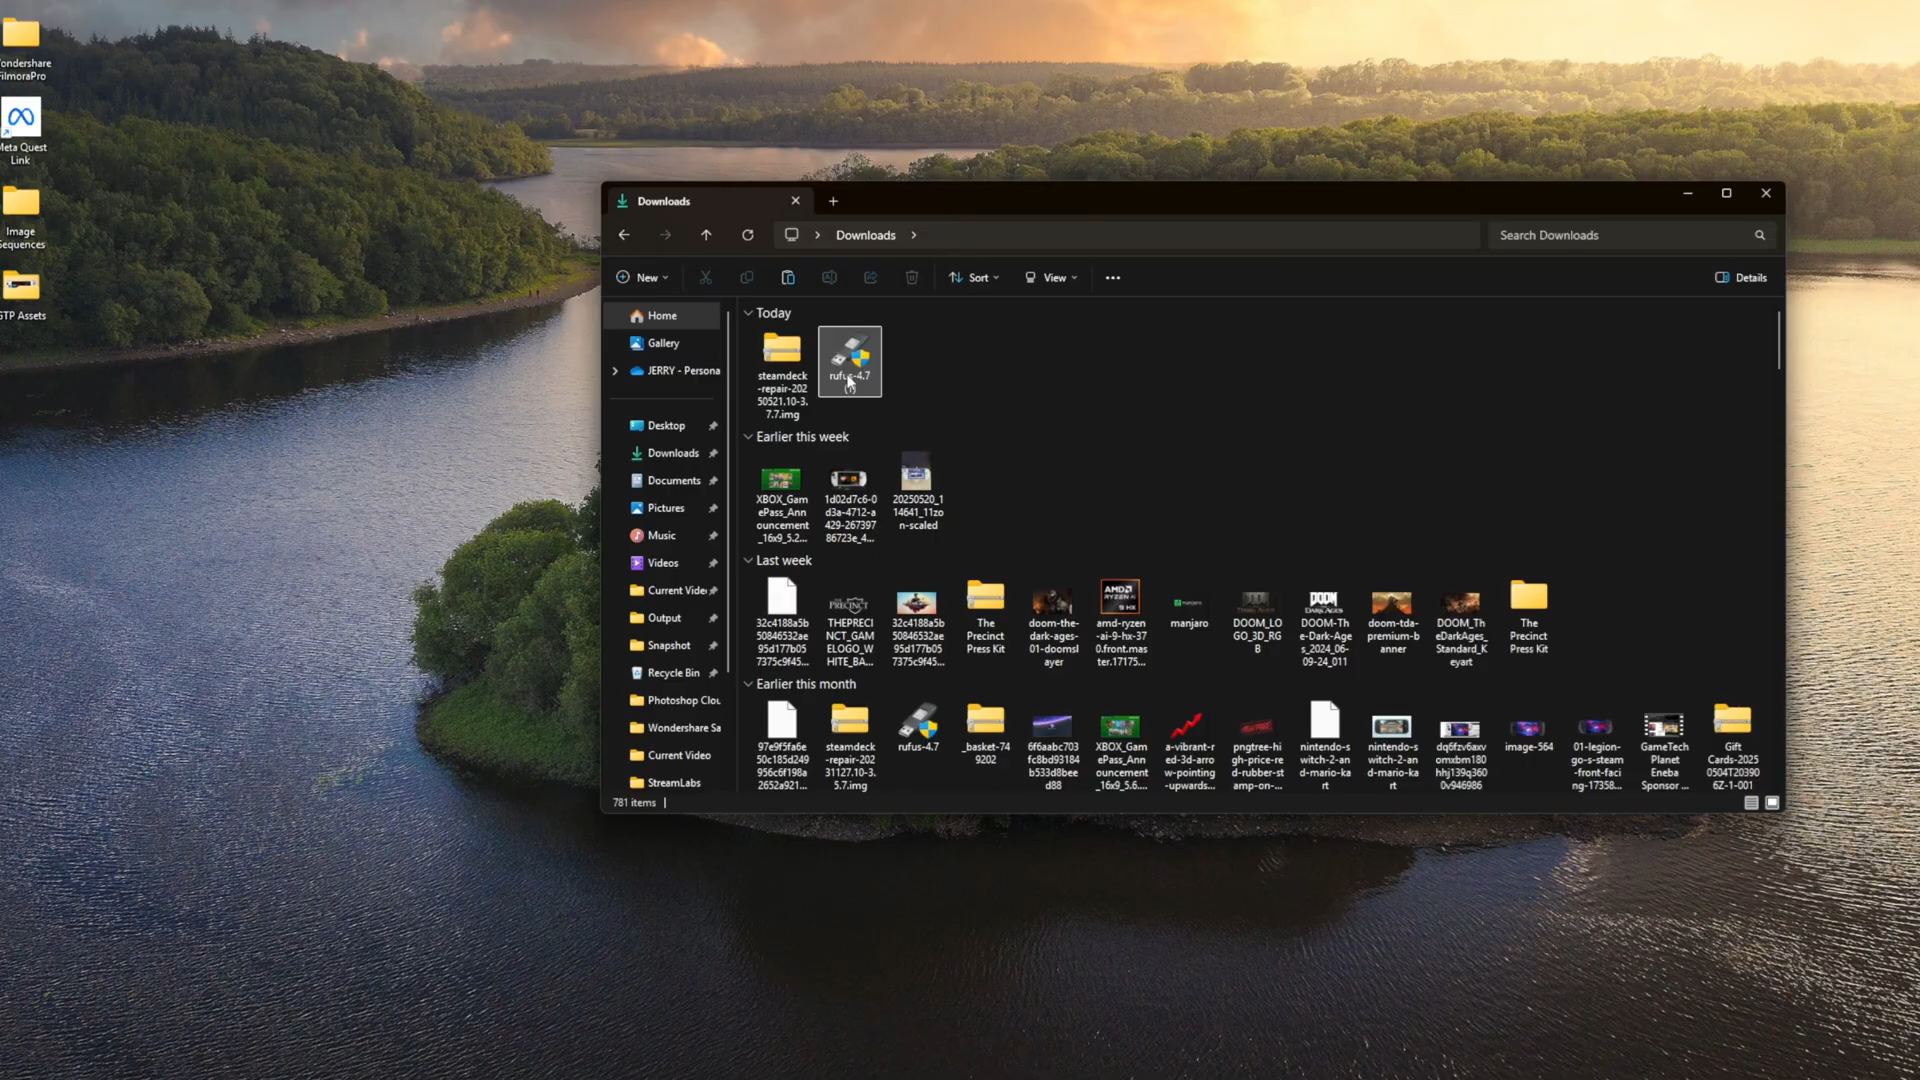 ondershare
FilmoraPro
Meta Quest
Link
Image
Sequences
GTP Assets
Downloads
Downloads
Search Downloads
New
Sort
View
Details
Home
Gallery
JERRY - Persona
Desktop
Downloads
Documents
Pictures
Music
Videos
Current Vide
Output
Snapshot
Recycle Bin
Photoshop Clou
Wondershare Sa
Current Video
StreamLabs
Today
steamdeck
-repair-202
50521.10-3.
7.7.img
rufus-4.7
Earlier this week
XBOX_Gam
ePass_Ann
ouncement
_16x9_5.2...
1d02d7c6-0
d3a-4712-a
429-267397
86723e_4...
20250520_1
14641_11zo
n-scaled
Last week
32c4188a5b
50846532ae
95d177b05
7375c9f45...
THEPRECI
NCT_GAM
ELOGO_W
HITE_BA...
32c4188a5b
50846532ae
95d177b05
7375c9f45...
The
Precinct
Press Kit
doom-the-
dark-ages-
01-doomsl
ayer
AMD
RYZEN AI
9 HX
amd-ryzen
-ai-9-hx-37
0.front.mas
ter.17175...
manjaro
DOOM_LO
GO_3D_RG
B
DOOM
DOOM-Th
e-Dark-Age
s_2024_06-
09-24_011
doom-tda-
premium-b
anner
DOOM_Th
eDarkAges_
Standard_K
eyart
The
Precinct
Press Kit
Earlier this month
97e9f5fa6e
50c185d249
956c6f198a
2652a921...
steamdeck
-repair-202
31127.10-3.
5.7.img
rufus-4.7
_basket-74
9202
6f6aabc703
fc8bd93184
b533d8bee
d88
XBOX_Gam
ePass_Ann
ouncement
_16x9_5.6...
a-vibrant-r
ed-3d-arro
w-pointing
-upwards...
pngtree-hi
gh-price-re
d-rubber-st
amp-on-...
nintendo-s
witch-2-an
d-mario-ka
rt
nintendo-s
witch-2-an
d-mario-ka
rt
dq6fzv6axv
omxbm180
hhj139q360
0v946986
image-564
01-legion-
go-s-steam
-front-faci
ng-17358...
GameTech
Planet
Eneba
Sponsor ...
Gift
Cards-2025
0504T20390
6Z-1-001
781 items